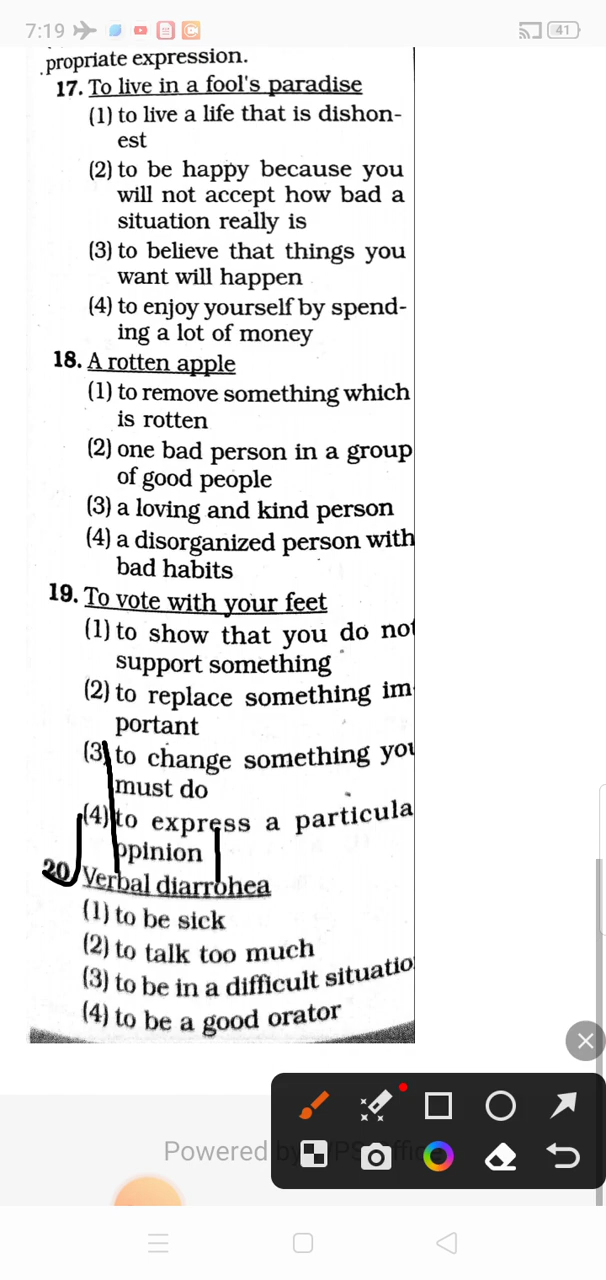 7:19
41
propriate expression.
17. To live in a fool's paradise
(1) to live a life that is dishon-
est
(2) to be happy because you
will not accept how bad a
situation really is
(3) to believe that things you
want will happen
(4) to enjoy yourself by spend-
ing a lot of money
18. A rotten apple
(1) to remove something which
is rotten
(2) one bad person in a group
of good people
(3) a loving and kind person
(4) a disorganized person with
bad habits
19. To vote with your feet
(1) to show that you do not
support something
(2) to replace something im-
portant
(3) to change something you
must do
(4) to express a particula
opinion
20. Verbal diarrohea
(1) to be sick
(2) to talk too much
(3) to be in a difficult situatio
(4) to be a good orator
Powered